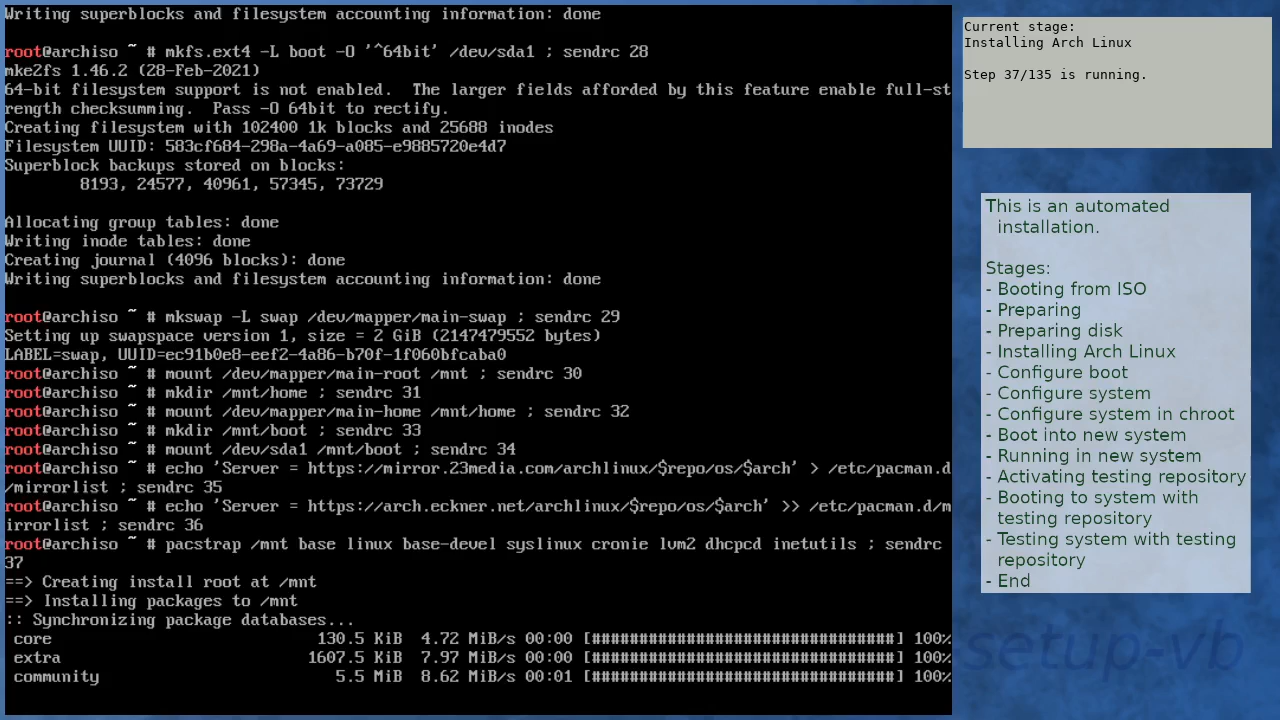 Writing superblocks and filesystem accounting information: done
root@archiso ~ # mkfs.ext4 -L boot -O '^64bit' /dev/sda1 ; sendrc 28
mke2fs 1.46.2 (28-Feb-2021)
64-bit filesystem support is not enabled.  The larger fields afforded by this feature enable full-st
rength checksumming.  Pass -O 64bit to rectify.
Creating filesystem with 102400 1k blocks and 25688 inodes
Filesystem UUID: 583cf684-298a-4a69-a085-e9885720e4d7
Superblock backups stored on blocks:
        8193, 24577, 40961, 57345, 73729
Allocating group tables: done
Writing inode tables: done
Creating journal (4096 blocks): done
Writing superblocks and filesystem accounting information: done
root@archiso ~ # mkswap -L swap /dev/mapper/main-swap ; sendrc 29
Setting up swapspace version 1, size = 2 GiB (2147479552 bytes)
LABEL=swap, UUID=ec91b0e8-eef2-4a86-b70f-1f060bfcaba0
root@archiso ~ # mount /dev/mapper/main-root /mnt ; sendrc 30
root@archiso ~ # mkdir /mnt/home ; sendrc 31
root@archiso ~ # mount /dev/mapper/main-home /mnt/home ; sendrc 32
root@archiso ~ # mkdir /mnt/boot ; sendrc 33
root@archiso ~ # mount /dev/sda1 /mnt/boot ; sendrc 34
root@archiso ~ # echo 'Server = https://mirror.23media.com/archlinux/$repo/os/$arch' > /etc/pacman.d
/mirrorlist ; sendrc 35
root@archiso ~ # echo 'Server = https://arch.eckner.net/archlinux/$repo/os/$arch' >> /etc/pacman.d/m
irrorlist ; sendrc 36
root@archiso ~ # pacstrap /mnt base linux base-devel syslinux cronie lvm2 dhcpcd inetutils ; sendrc
37
==> Creating install root at /mnt
==> Installing packages to /mnt
:: Synchronizing package databases...
 core                            130.5 KiB  4.72 MiB/s 00:00 [################################] 100%
 extra                          1607.5 KiB  7.97 MiB/s 00:00 [################################] 100%
 community                         5.5 MiB  8.62 MiB/s 00:01 [################################] 100%
Current stage:
Installing Arch Linux
Step 37/135 is running.
This is an automated
installation.
Stages:
- Booting from ISO
- Preparing
- Preparing disk
- Installing Arch Linux
- Configure boot
- Configure system
- Configure system in chroot
- Boot into new system
- Running in new system
- Activating testing repository
- Booting to system with
testing repository
- Testing system with testing
repository
- End
setup-vb